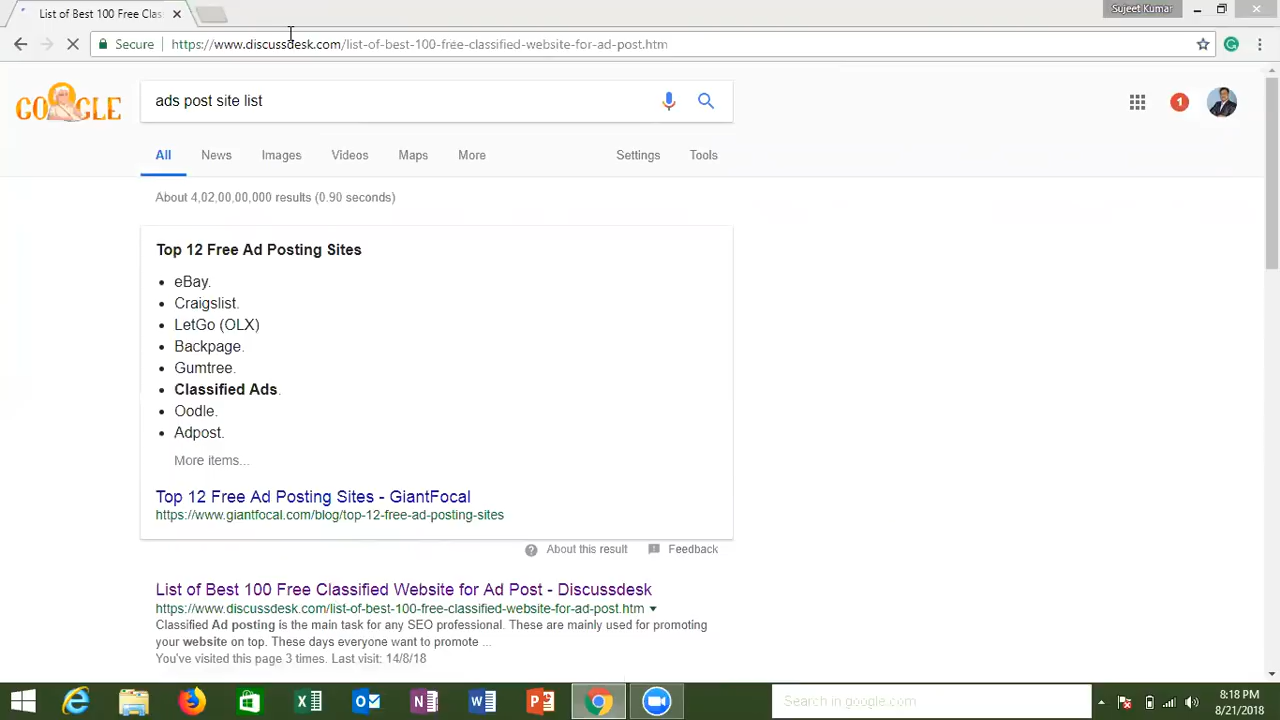 List of Best 100 Free Clas
Sujeet Kumar
Secure https://www.discussdesk.com/list-of-best-100-free-classified-website-for-ad-post.htm
GOOGLE
ads post site list
1
All News Images Videos Maps More Settings Tools
About 4,02,00,00,000 results (0.90 seconds)
Top 12 Free Ad Posting Sites
eBay.
Craigslist.
LetGo (OLX)
Backpage.
Gumtree.
Classified Ads.
Oodle.
Adpost.
More items...
Top 12 Free Ad Posting Sites - GiantFocal
https://www.giantfocal.com/blog/top-12-free-ad-posting-sites
About this result Feedback
List of Best 100 Free Classified Website for Ad Post - Discussdesk
https://www.discussdesk.com/list-of-best-100-free-classified-website-for-ad-post.htm
Classified Ad posting is the main task for any SEO professional. These are mainly used for promoting
your website on top. These days everyone want to promote ...
You've visited this page 3 times. Last visit: 14/8/18
Search in google.com
8:18 PM
8/21/2018